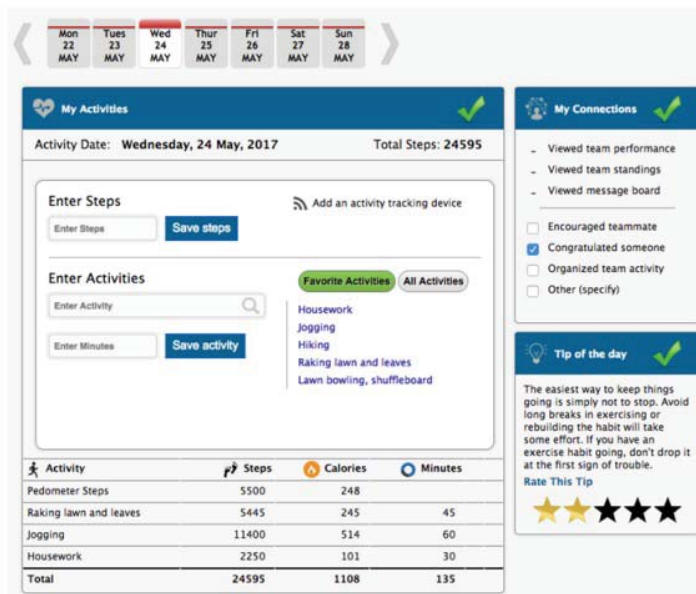 Mon Tues Wed Thur Fri Sat Sun
22 23 24 25 26 27 28
MAY MAY MAY MAY MAY MAY MAY
My Activities
Activity Date: Wednesday, 24 May, 2017 Total Steps: 24595
Enter Steps
Add an activity tracking device
Enter Steps Save steps
Enter Activities
Favorite Activities All Activities
Enter Activity
Enter Minutes Save activity
Housework
Jogging
Hiking
Raking lawn and leaves
Lawn bowling, shuffleboard
Activity Steps Calories Minutes
Pedometer Steps 5500 248
Raking lawn and leaves 5445 245 45
Jogging 11400 514 60
Housework 2250 101 30
Total 24595 1108 135
My Connections
- Viewed team performance
- Viewed team standings
- Viewed message board
Encouraged teammate
Congratulated someone
Organized team activity
Other (specify)
Tip of the day
The easiest way to keep things
going is simply not to stop. Avoid
long breaks in exercising or
rebuilding the habit will take
some effort. If you have an
exercise habit going, don't drop it
at the first sign of trouble.
Rate This Tip